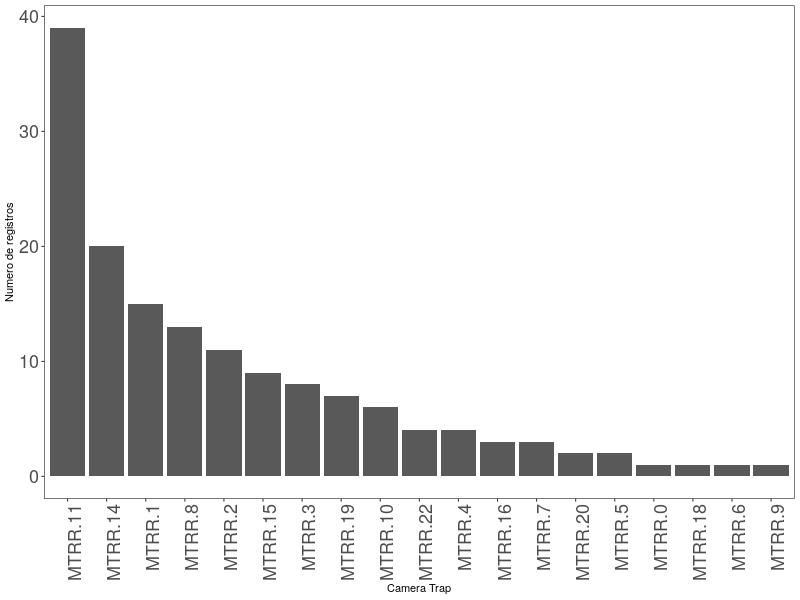 40
30
20
10
0
Numero de registros
MTRR.11
MTRR.14
MTRR.1
MTRR.8
MTRR.2
MTRR.15
MTRR.3
MTRR.19
MTRR.10
MTRR.22
MTRR.4
MTRR.16
MTRR.7
MTRR.20
MTRR.5
MTRR.0
MTRR.18
MTRR.6
MTRR.9
Camera Trap